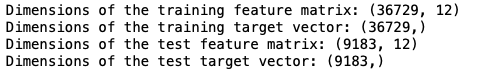 Dimensions of the training feature matrix: (36729, 12)
Dimensions of the training target vector: (36729,)
Dimensions of the test feature matrix: (9183, 12)
Dimensions of the test target vector: (9183,)